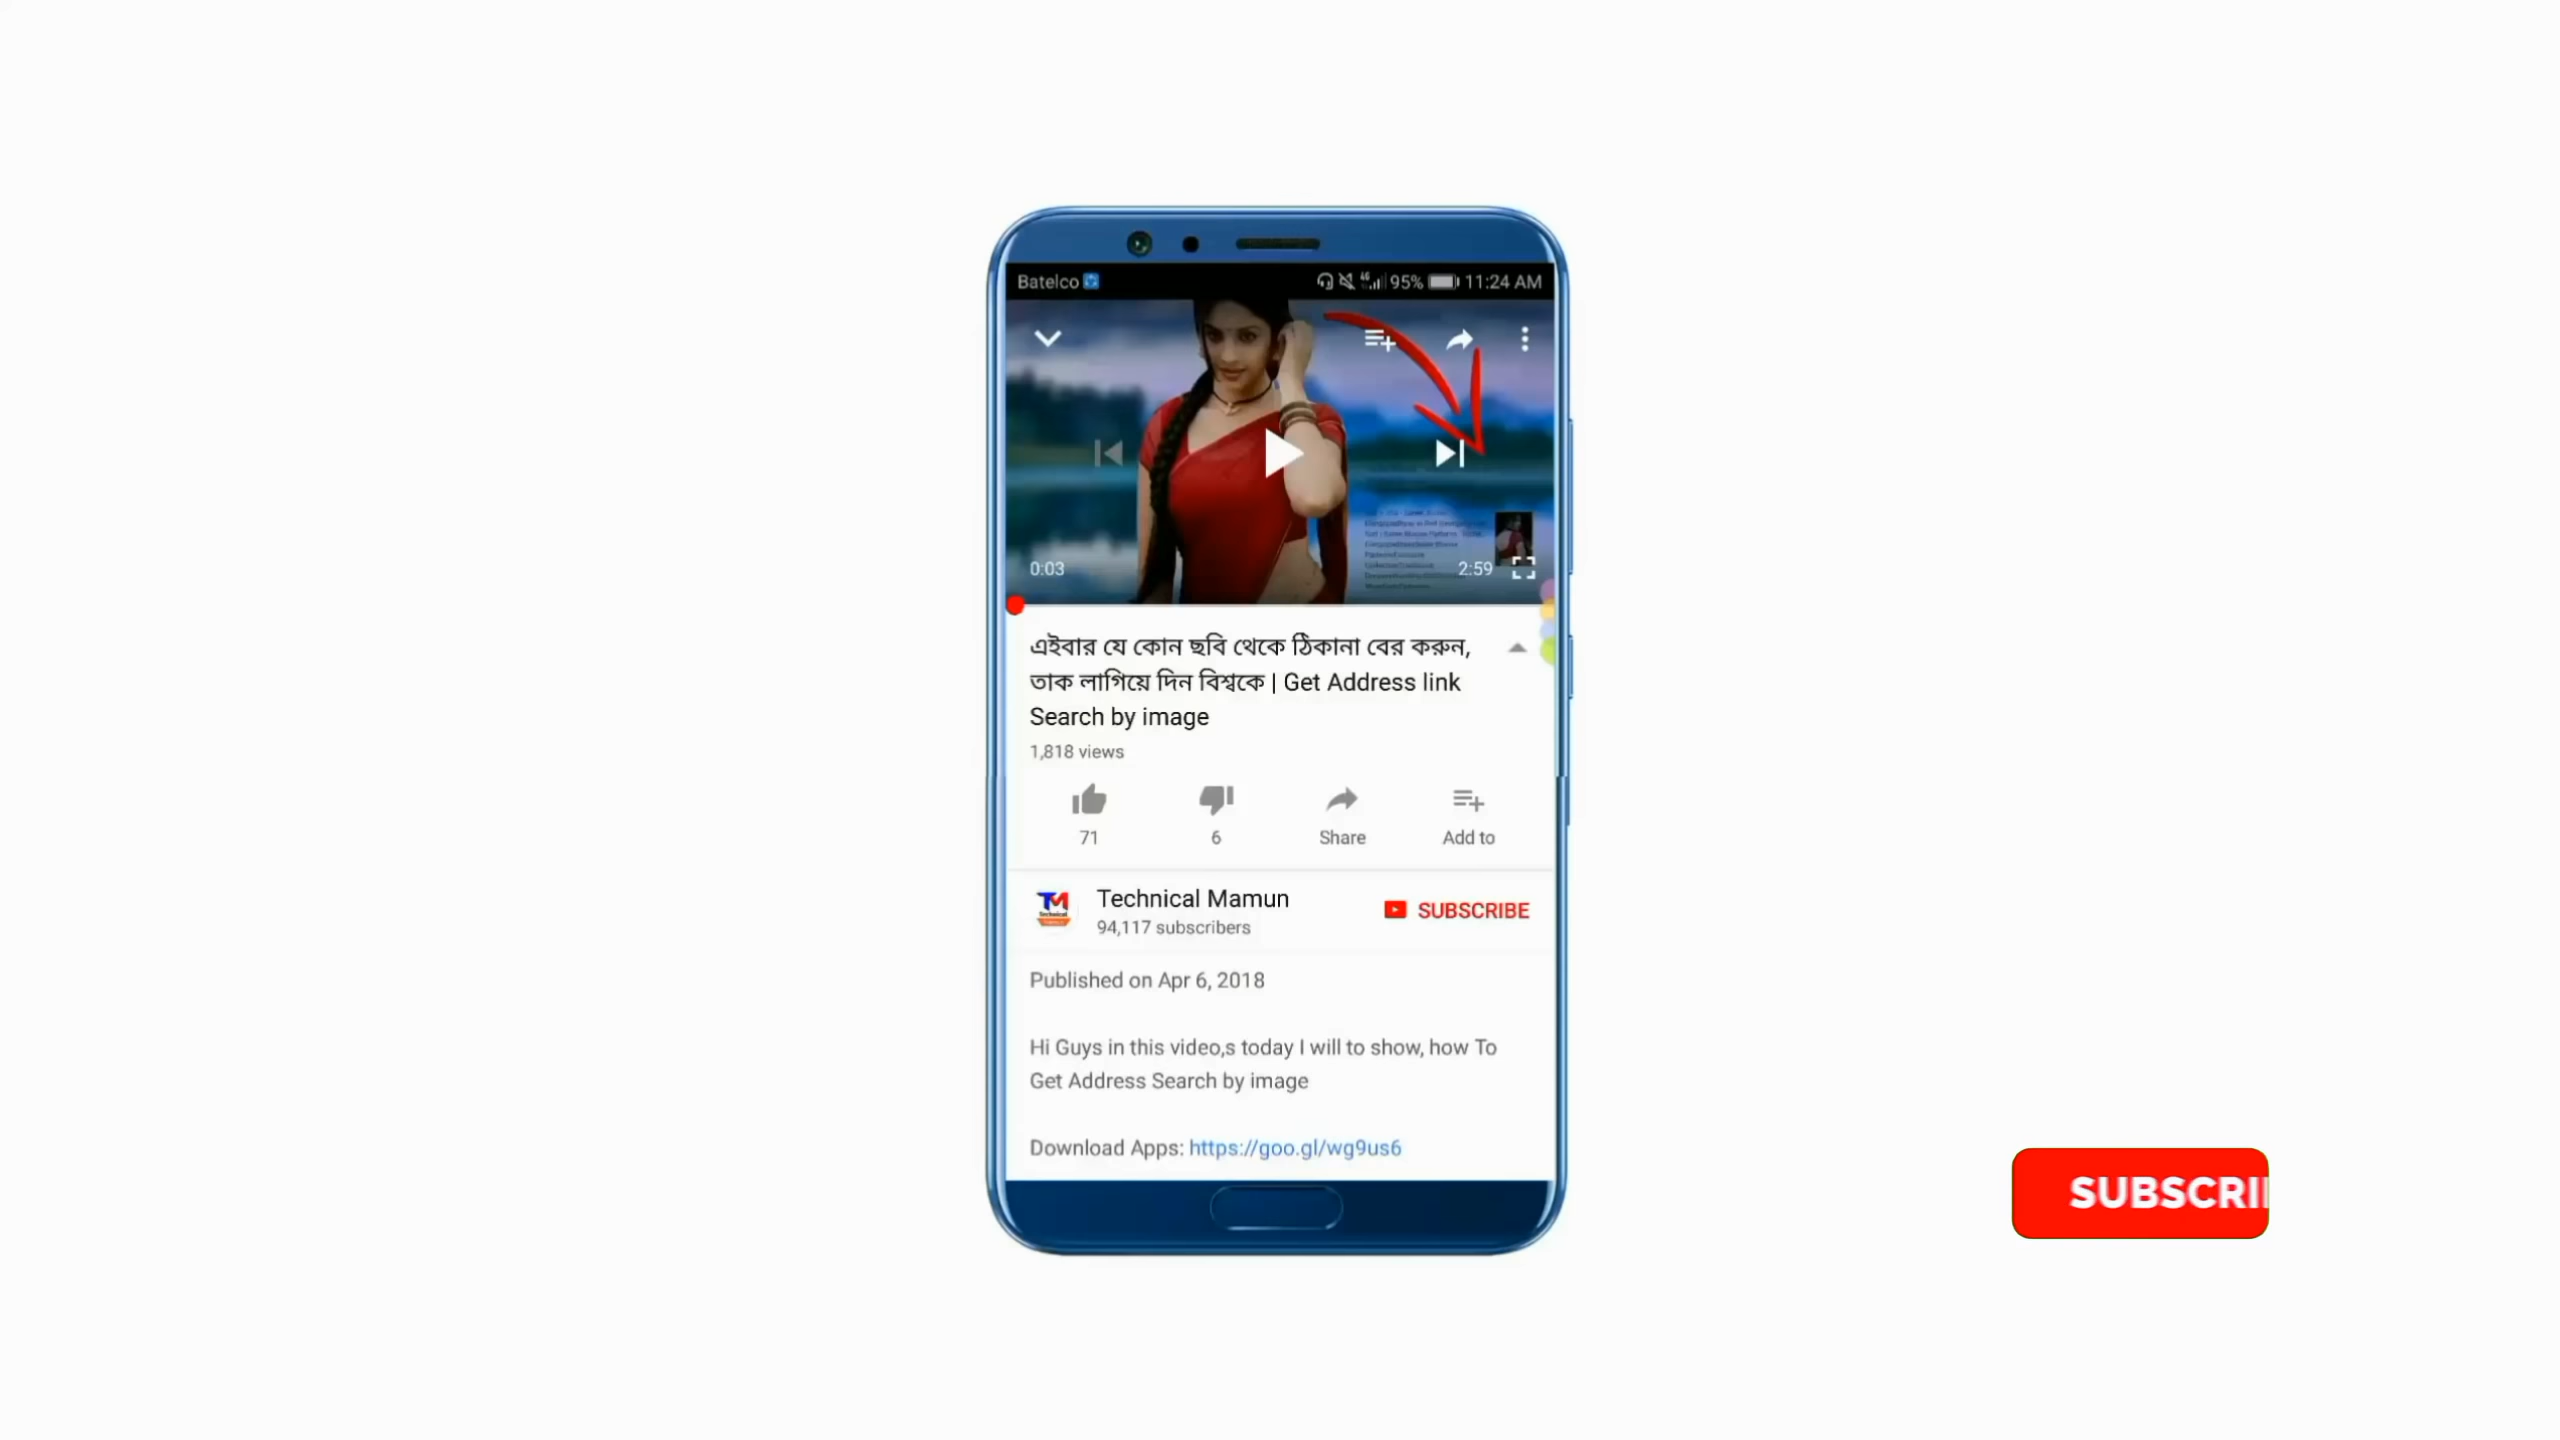 Batelco
4G 95% 11:24 AM
0:03
2:59
এইবার যে কোন ছবি থেকে ঠিকানা বের করুন,
তাক লাগিয়ে দিন বিশ্বকে | Get Address link
Search by image
1,818 views
71
6
Share
Add to
TM
Technical
Technical Mamun
SUBSCRIBE
94,117 subscribers
Published on Apr 6, 2018
Hi Guys in this video,s today I will to show, how To
Get Address Search by image
Download Apps: https://goo.gl/wg9us6
SUBSCRI